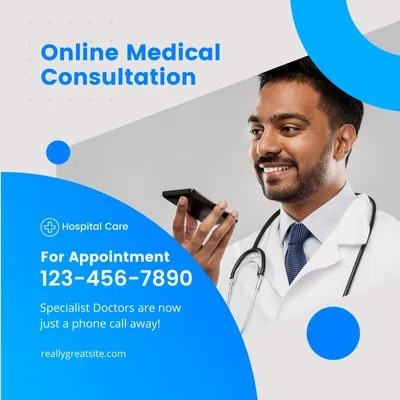 Online Medical
Consultation
Hospital Care
For Appointment
123-456-7890
Specialist Doctors are now
just a phone call away!
reallygreatsite.com